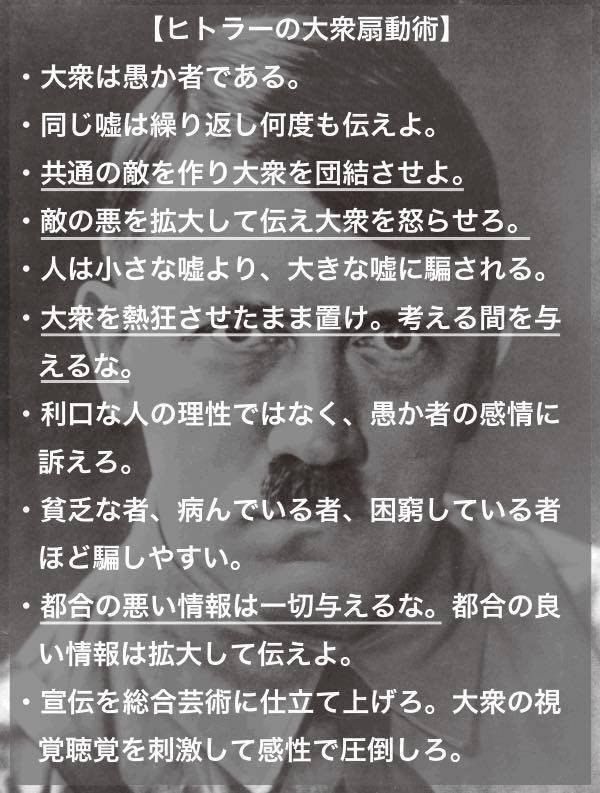 【ヒトラーの大衆扇動術】
・大衆は愚か者である。
・同じ嘘は繰り返し何度も伝えよ。
・共通の敵を作り大衆を団結させよ。
・敵の悪を拡大して伝え大衆を怒らせろ。
・人は小さな嘘より、大きな嘘に騙される。
・大衆を熱狂させたまま置け。考える間を与
えるな。
・利口な人の理性ではなく、愚か者の感情に
訴えろ。
・貧乏な者、病んでいる者、困窮している者
ほど騙しやすい。
・都合の悪い情報は一切与えるな。都合の良
い情報は拡大して伝えよ。
・宣伝を総合芸術に仕立て上げろ。大衆の視
覚聴覚を刺激して感性で圧倒しろ。